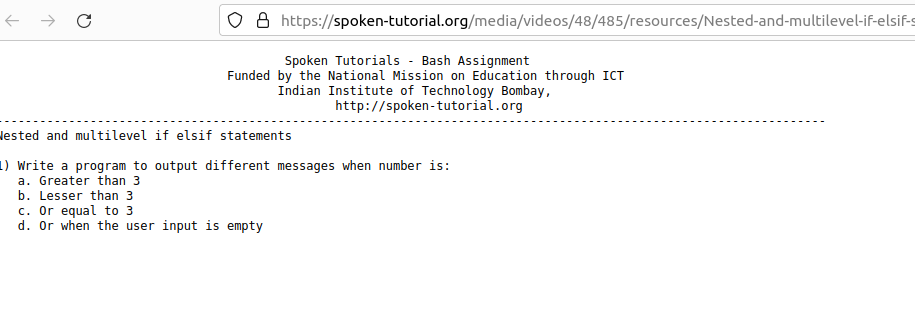 https://spoken-tutorial.org/media/videos/48/485/resources/Nested-and-multilevel-if-elsif-s
Spoken Tutorials - Bash Assignment
Funded by the National Mission on Education through ICT
Indian Institute of Technology Bombay,
http://spoken-tutorial.org
-------------------------------------------------------------------------------------------------------------------
Nested and multilevel if elsif statements
1) Write a program to output different messages when number is:
a. Greater than 3
b. Lesser than 3
c. Or equal to 3
d. Or when the user input is empty